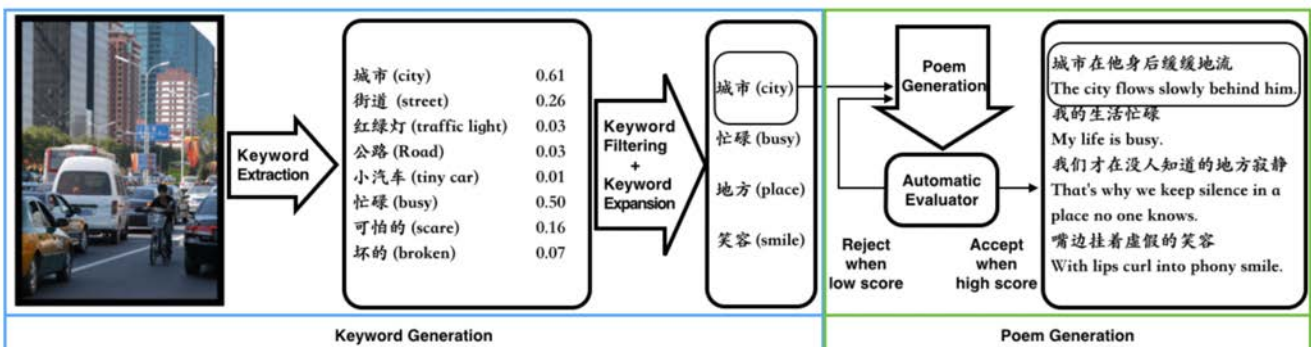 Keyword
Extraction
城市 (city) 0.61
街道 (street) 0.26
红绿灯 (traffic light) 0.03
公路 (Road) 0.03
小汽车 (tiny car) 0.01
忙碌 (busy) 0.50
可怕的 (scare) 0.16
坏的 (broken) 0.07
Keyword
Filtering
+
Keyword
Expansion
城市 (city)
忙碌 (busy)
地方 (place)
笑容 (smile)
Keyword Generation
Poem
Generation
Automatic
Evaluator
Reject
when
low score
Accept
when
high score
城市在他身后缓缓地流
The city flows slowly behind him.
我的生活忙碌
My life is busy.
我们才在没人知道的地方寂静
That's why we keep silence in a
place no one knows.
嘴边挂着虚假的笑容
With lips curl into phony smile.
Poem Generation